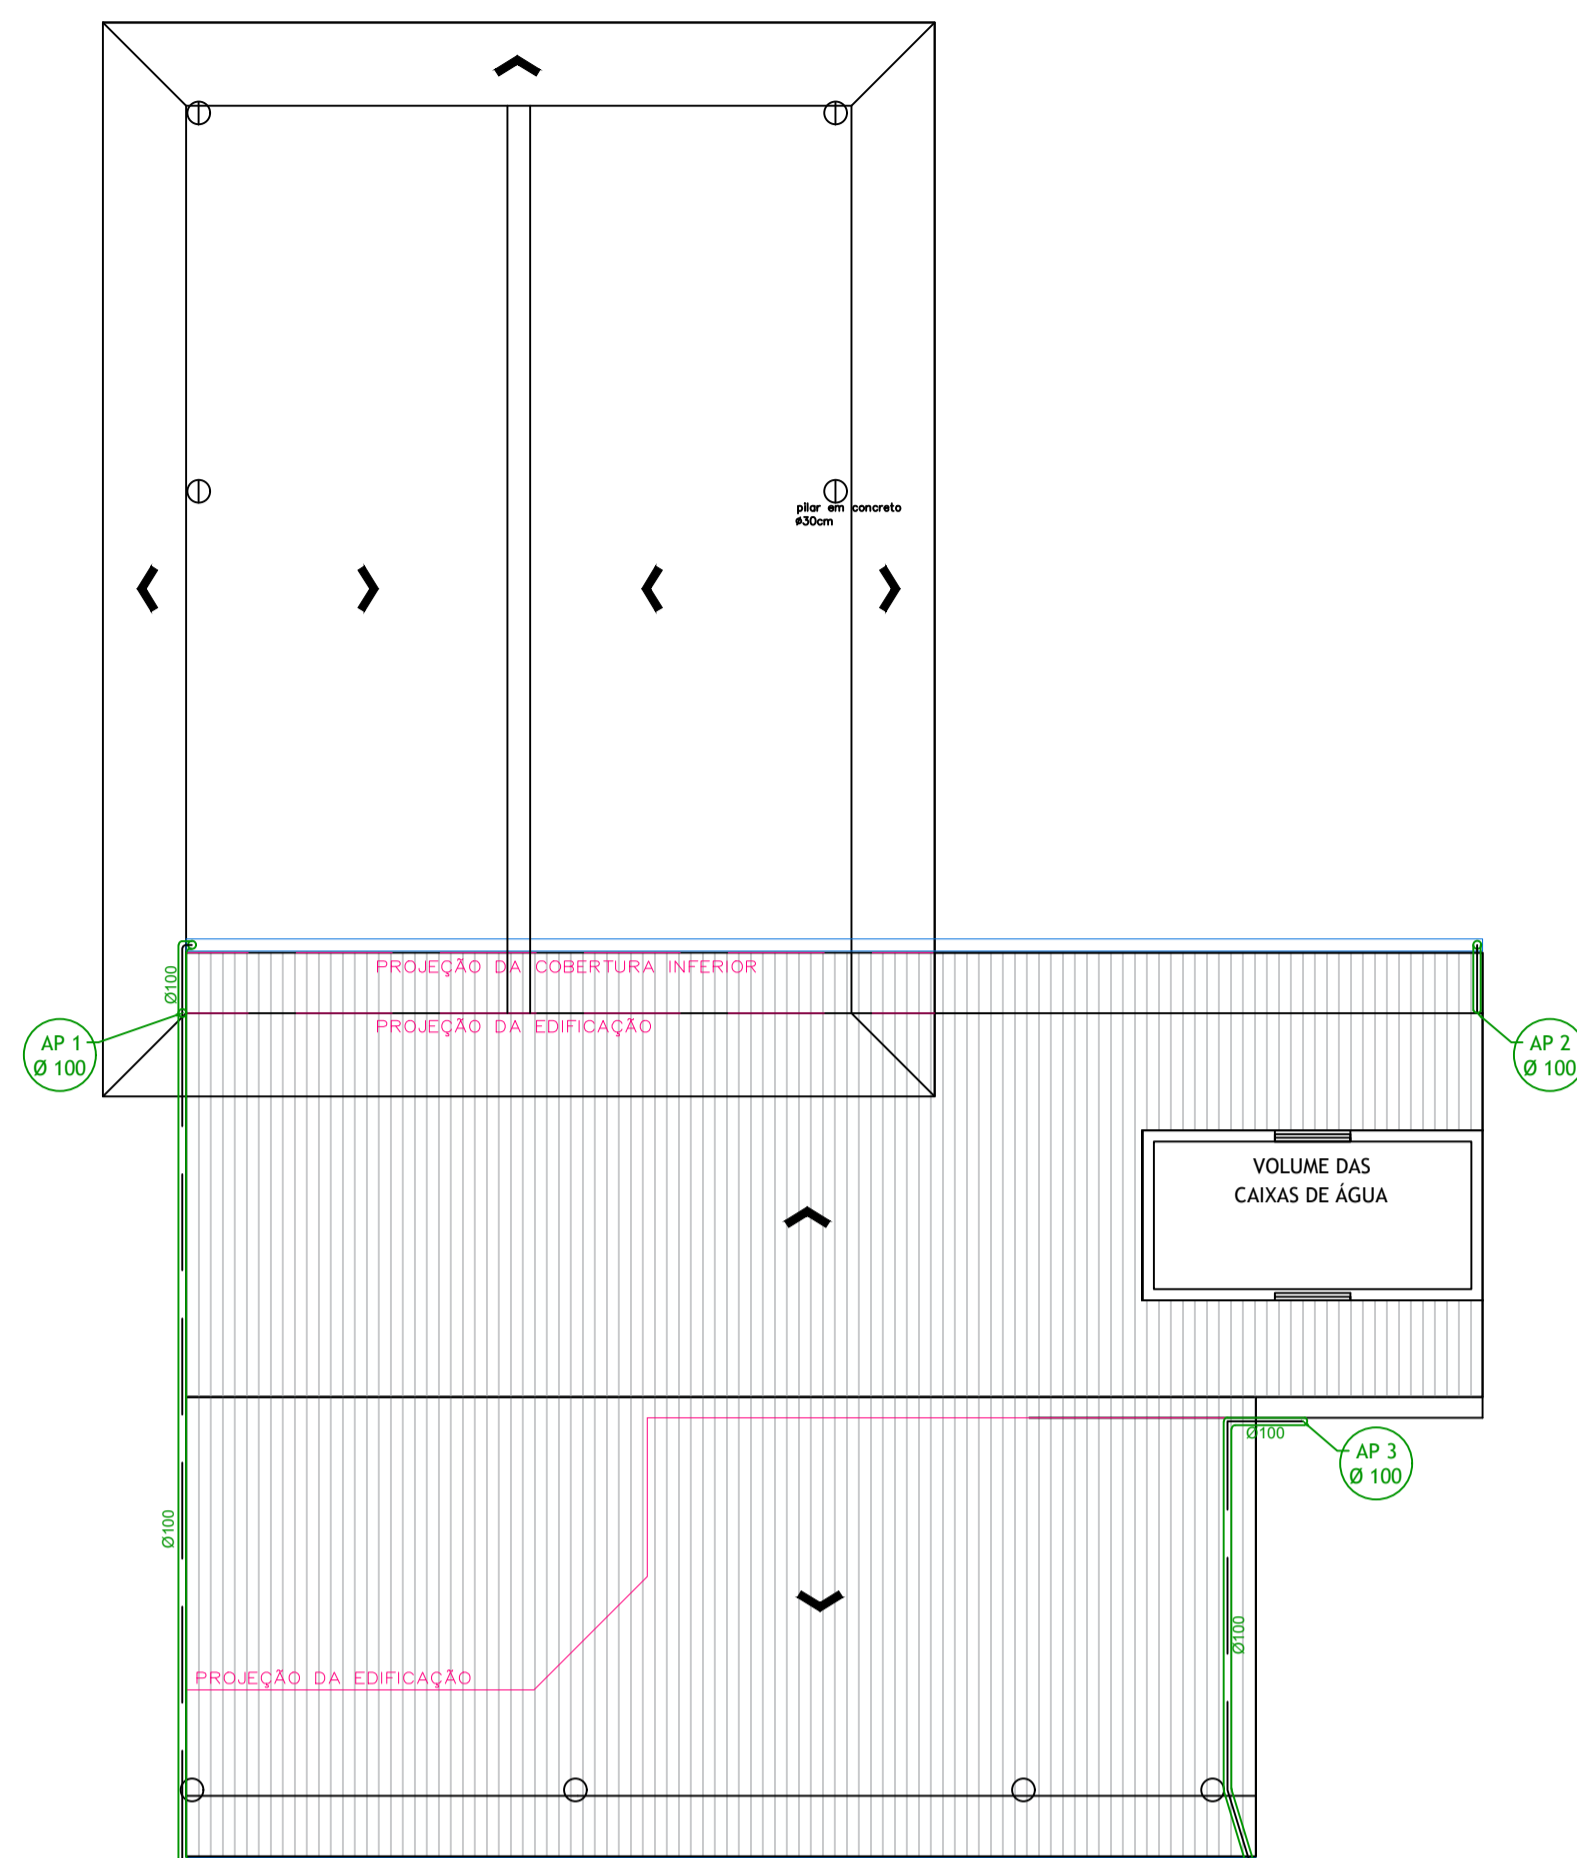 pilar em concreto
ø30cm
PROJEÇÃO DA COBERTURA INFERIOR
Ø100
PROJEÇÃO DA EDIFICAÇÃO
AP 1
Ø 100
AP 2
Ø 100
VOLUME DAS
CAIXAS DE ÁGUA
Ø100
AP 3
Ø 100
Ø100
Ø100
PROJEÇÃO DA EDIFICAÇÃO